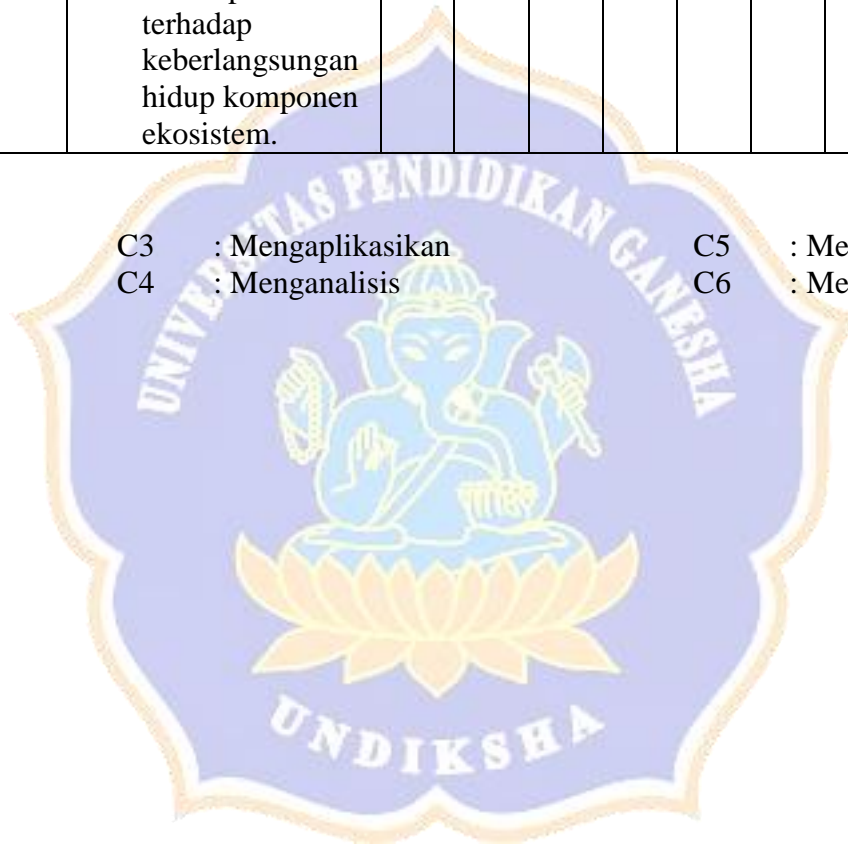 terhadap
keberlangsungan
hidup komponen
ekosistem.
UNIVERSITAS PENDIDIKAN GANESHA
C3 : Mengaplikasikan C5 : Me
C4 : Menganalisis C6 : Me
UNDIKSHA